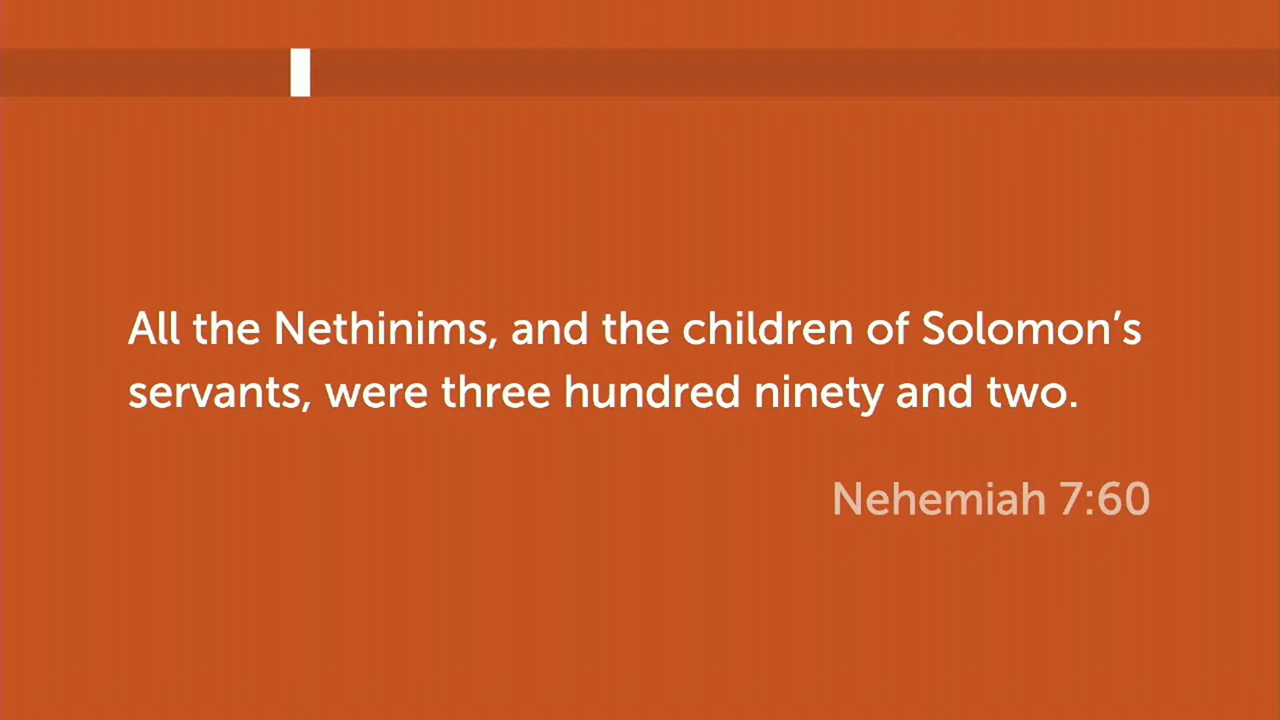 All the Nethinims, and the children of Solomon’s
servants, were three hundred ninety and two.
Nehemiah 7:60